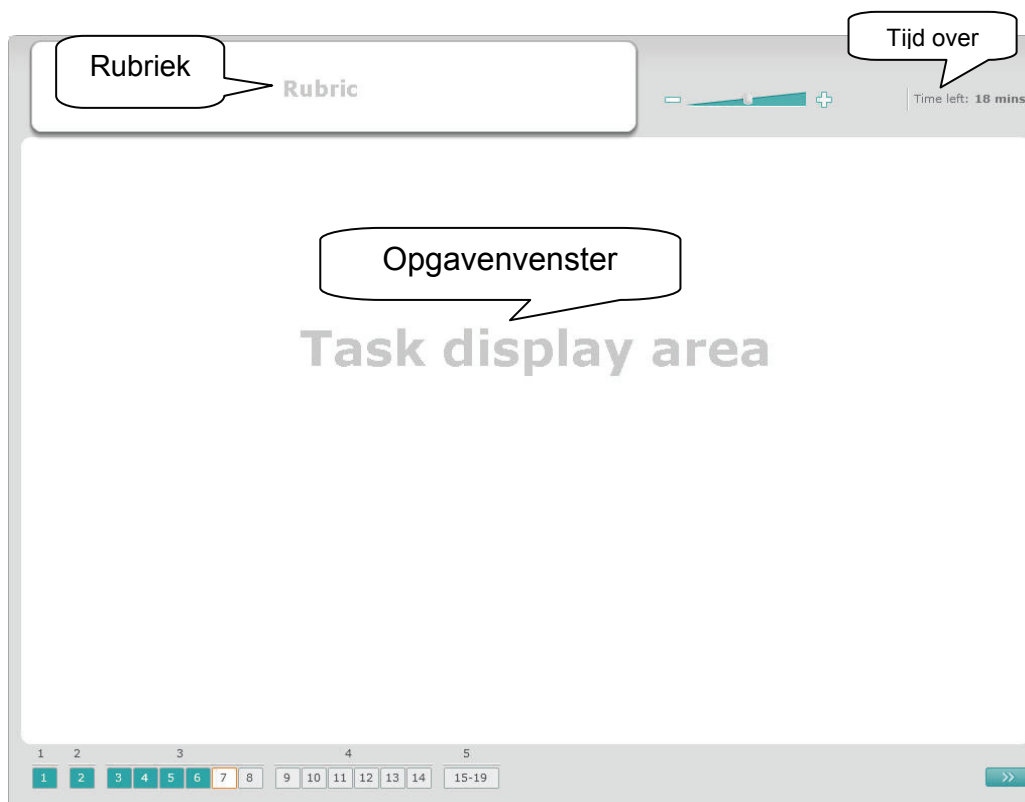 Tijd over
Rubriek
Rubric
Time left: 18 mins
Opgavenvenster
Task display area
1 2 3 4 5
1 2 3 4 5 6 7 8 9 10 11 12 13 14 15-19